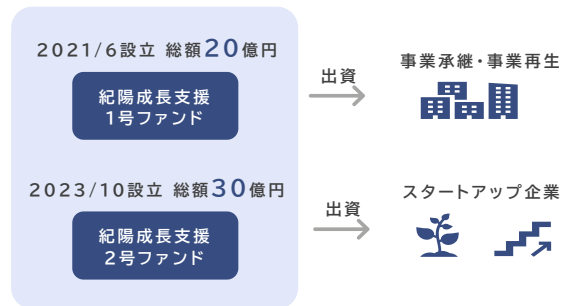 2021/6設立 総額20億円
紀陽成長支援
1号ファンド
出資
事業承継・事業再生
2023/10設立 総額30億円
紀陽成長支援
2号ファンド
出資
スタートアップ企業